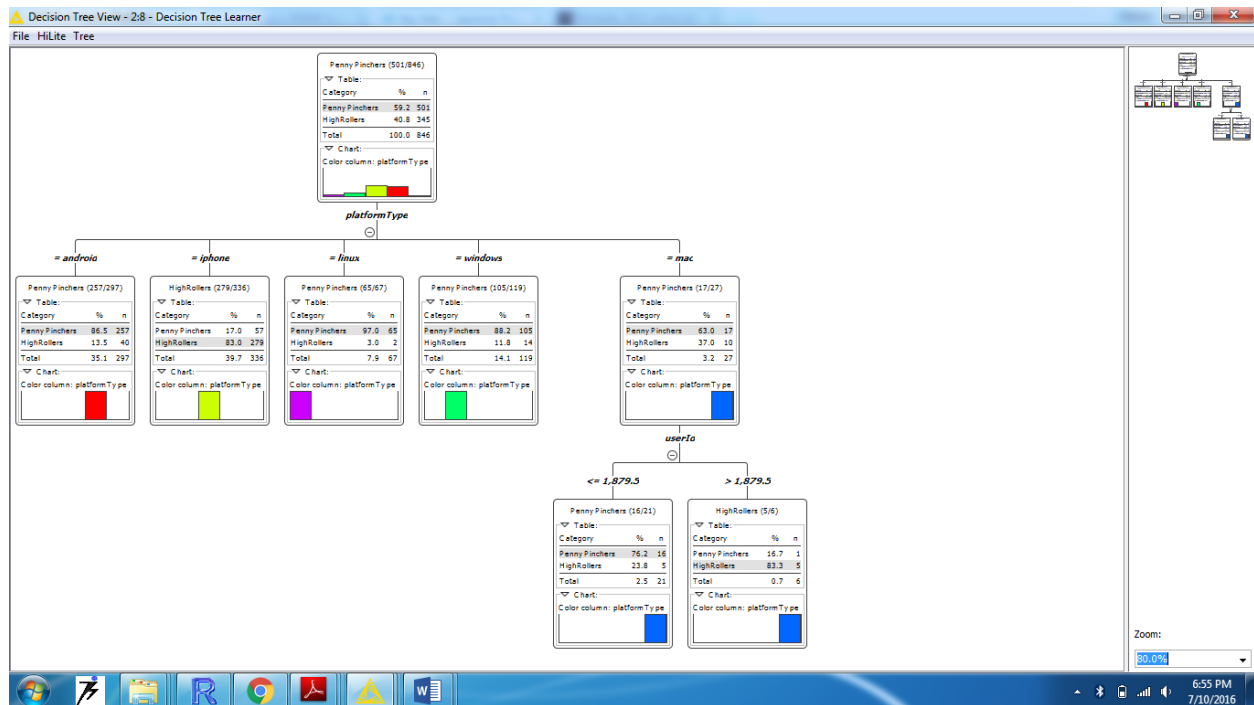 Decision Tree View - 2:8 - Decision Tree Learner
File HiLite Tree
Penny Pinchers (501/846)
Table:
Category % n
Penny Pinchers 59.2 501
HighRollers 40.8 345
Total 100.0 846
Chart:
Color column: platformType
platformType
= android
= iphone
= linux
= windows
= mac
Penny Pinchers (257/297)
Table:
Category % n
Penny Pinchers 86.5 257
HighRollers 13.5 40
Total 35.1 297
Chart:
Color column: platformType
HighRollers (279/336)
Table:
Category % n
Penny Pinchers 17.0 57
HighRollers 83.0 279
Total 39.7 336
Chart:
Color column: platformType
Penny Pinchers (65/67)
Table:
Category % n
Penny Pinchers 97.0 65
HighRollers 3.0 2
Total 7.9 67
Chart:
Color column: platformType
Penny Pinchers (105/119)
Table:
Category % n
Penny Pinchers 88.2 105
HighRollers 11.8 14
Total 14.1 119
Chart:
Color column: platformType
Penny Pinchers (17/27)
Table:
Category % n
Penny Pinchers 63.0 17
HighRollers 37.0 10
Total 3.2 27
Chart:
Color column: platformType
userId
<= 1,879.5
> 1,879.5
Penny Pinchers (16/21)
Table:
Category % n
Penny Pinchers 76.2 16
HighRollers 23.8 5
Total 2.5 21
Chart:
Color column: platformType
HighRollers (5/6)
Table:
Category % n
Penny Pinchers 16.7 1
HighRollers 83.3 5
Total 0.7 6
Chart:
Color column: platformType
Zoom:
80.0%
6:55 PM
7/10/2016